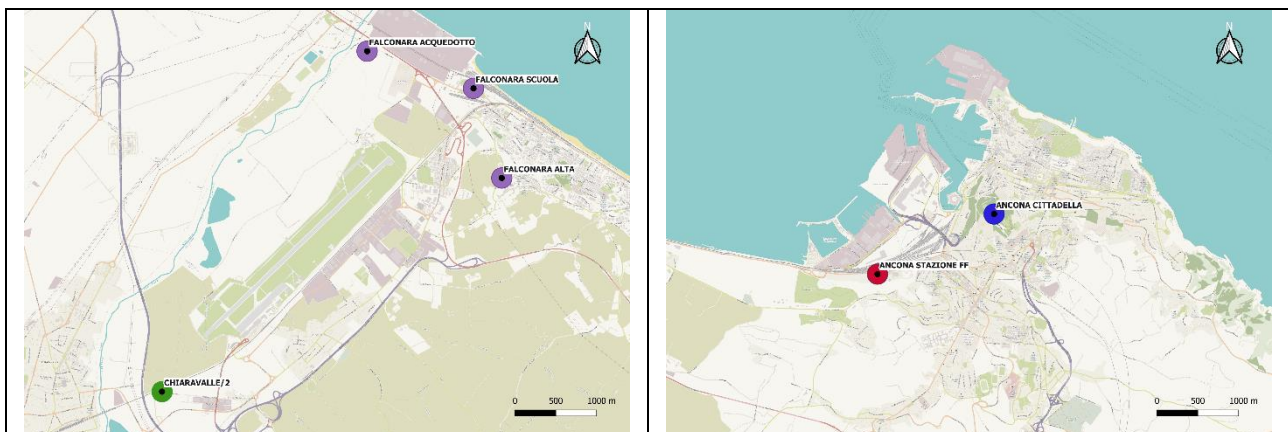 N
FALCONARA ACQUEDOTTO
FALCONARA SCUOLA
FALCONARA ALTA
CHIARAVALLE/2
0 500 1000 m
N
ANCONA CITTADELLA
ANCONA STAZIONE FF
0 500 1000 m